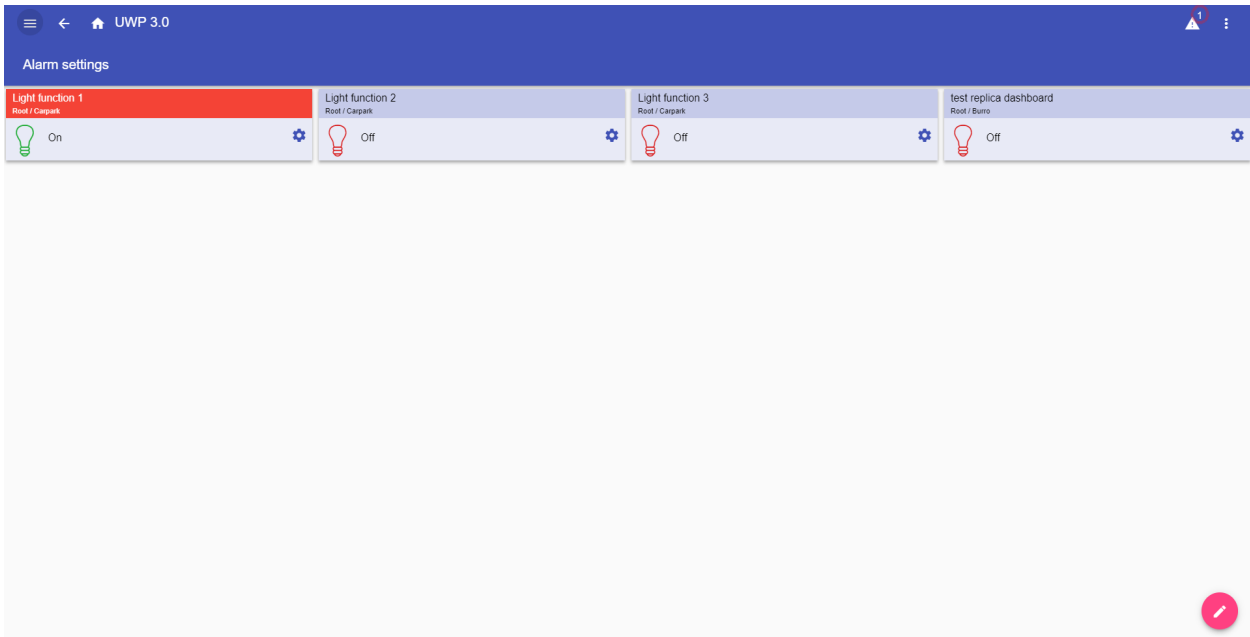 UWP 3.0
1
Alarm settings
Light function 1
Root / Carpark
On
Light function 2
Root / Carpark
Off
Light function 3
Root / Carpark
Off
test replica dashboard
Root / Burro
Off